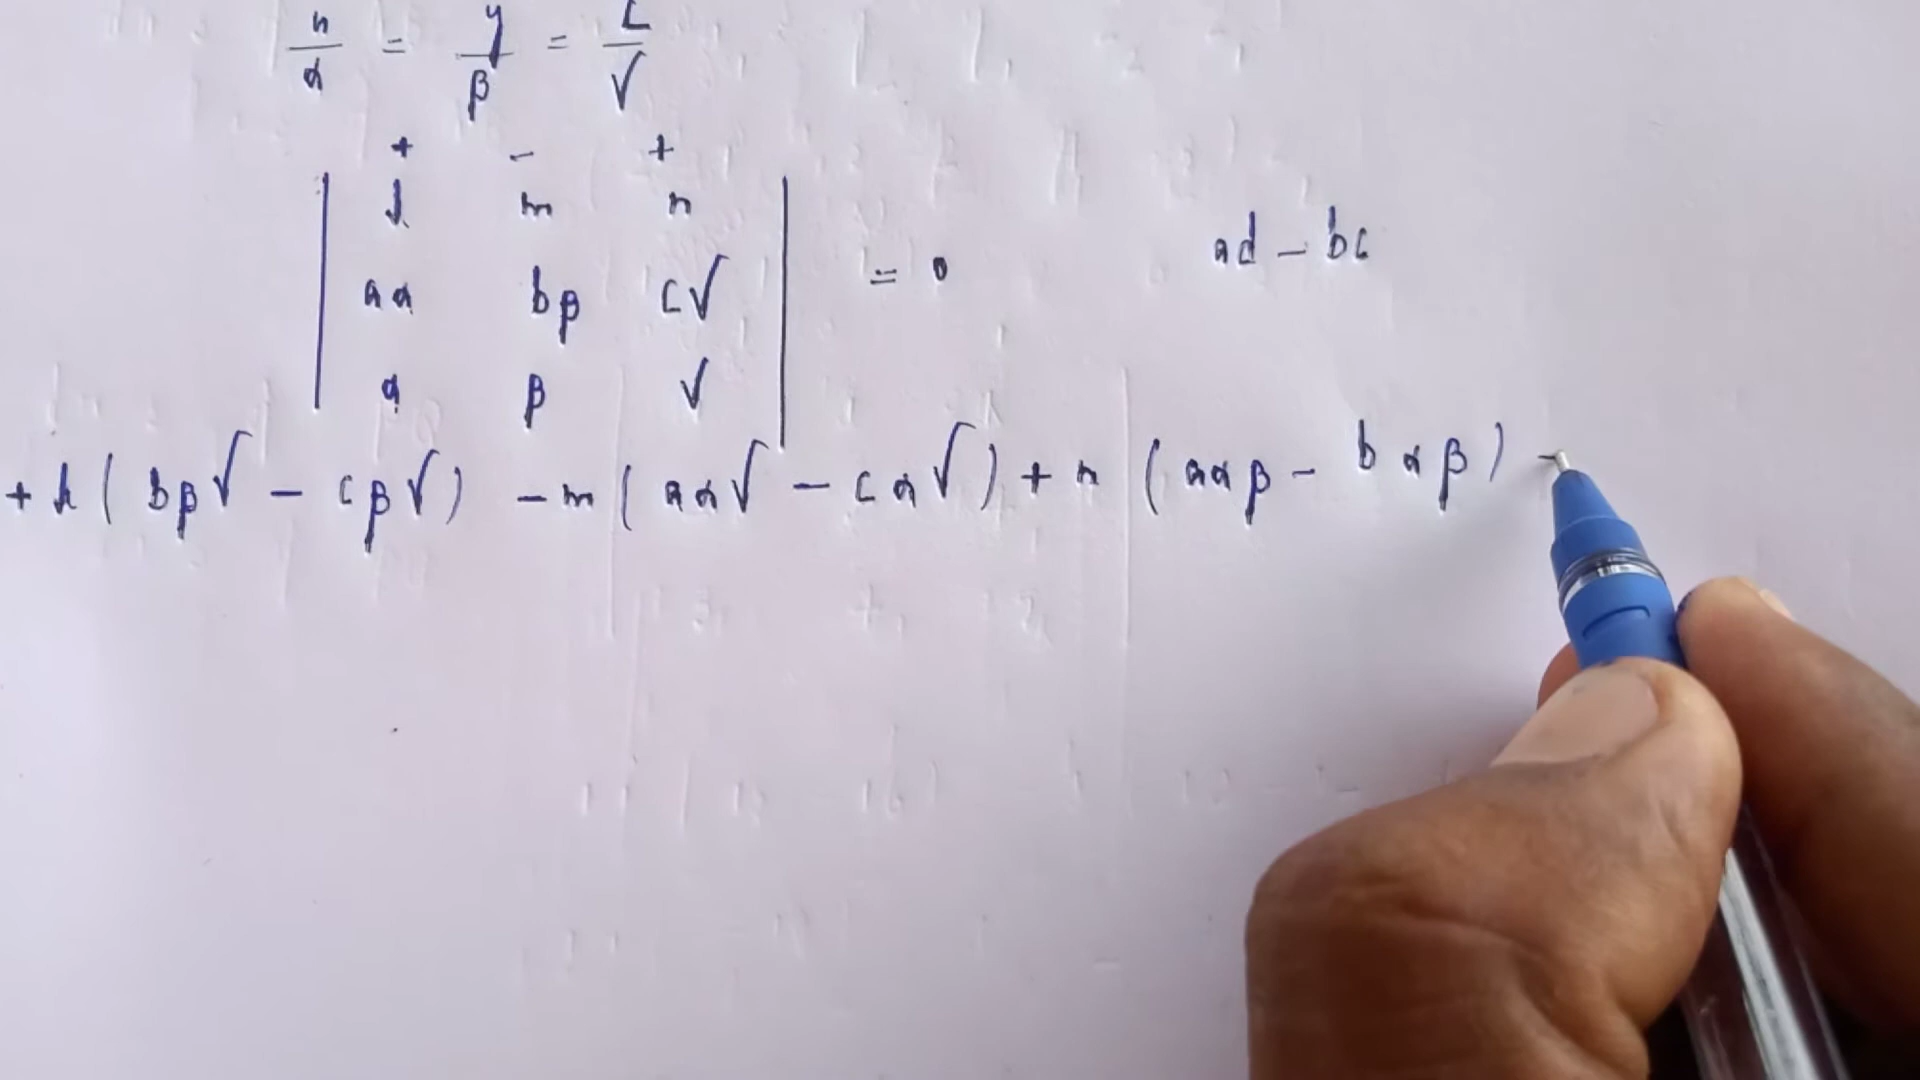 x/α = y/β = z/γ
+ - +
| l m n |
| aα bβ cγ | = 0 ad - bc
| α β γ |
+ l ( bβγ - cβγ ) - m ( aαγ - cαγ ) + n ( aαβ - bαβ ) -